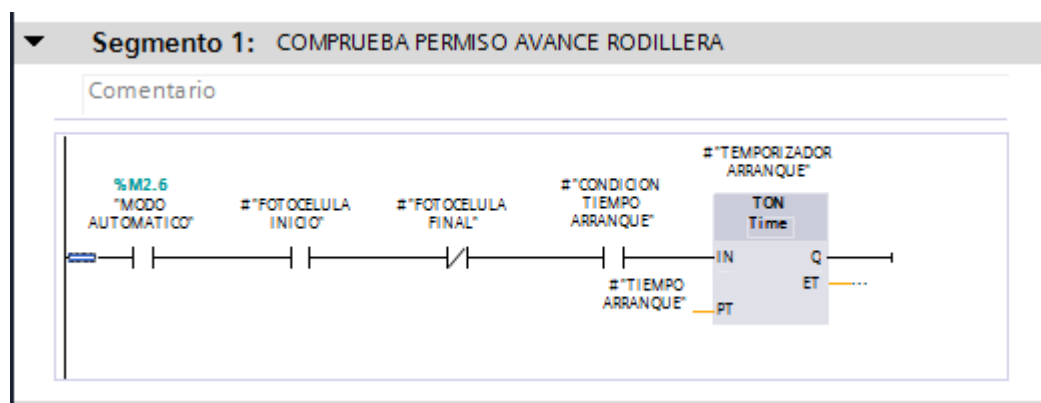 Segmento 1: COMPRUEBA PERMISO AVANCE RODILLERA
Comentario
%M2.6
"MODO
AUTOMATICO"
#"FOTOCELULA
INICIO"
#"FOTOCELULA
FINAL"
#"CONDICION
TIEMPO
ARRANQUE"
#"TEMPORIZADOR
ARRANQUE"
TON
Time
IN
Q
ET
#"TIEMPO
ARRANQUE"
PT